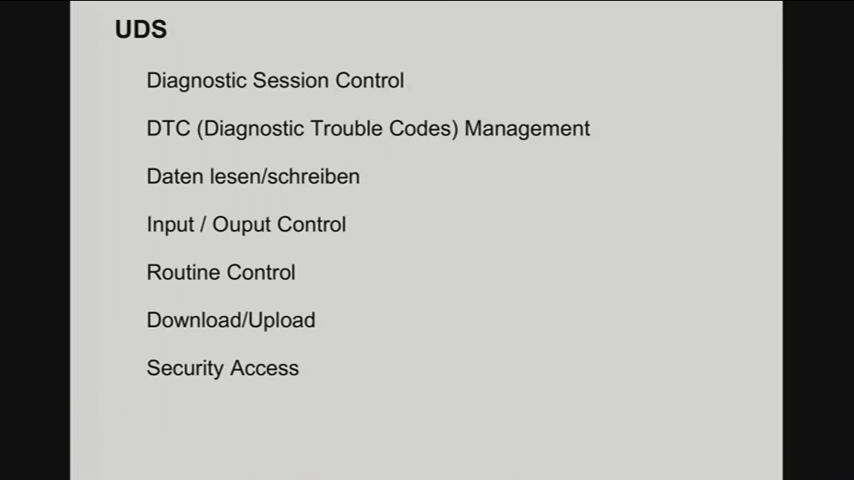 UDS
Diagnostic Session Control
DTC (Diagnostic Trouble Codes) Management
Daten lesen/schreiben
Input / Ouput Control
Routine Control
Download/Upload
Security Access